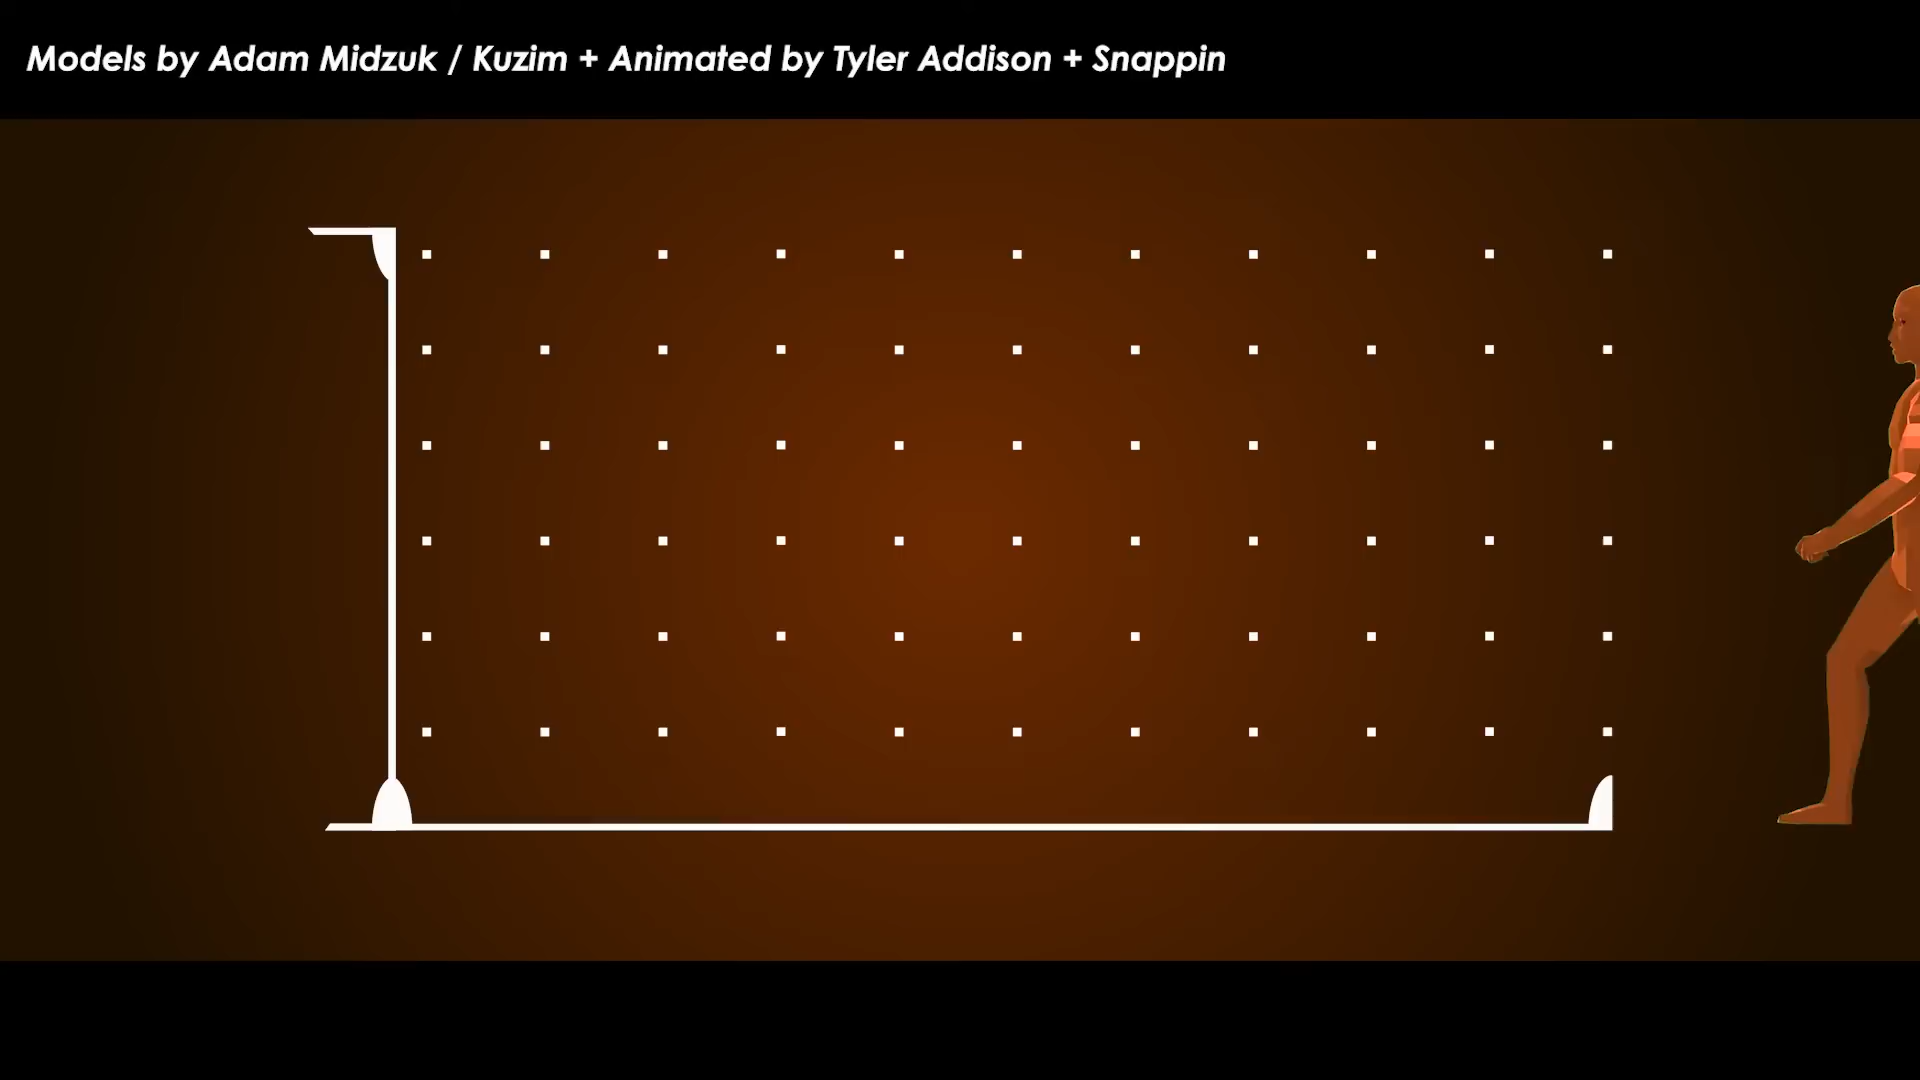 Models by Adam Midzuk / Kuzim + Animated by Tyler Addison + Snappin